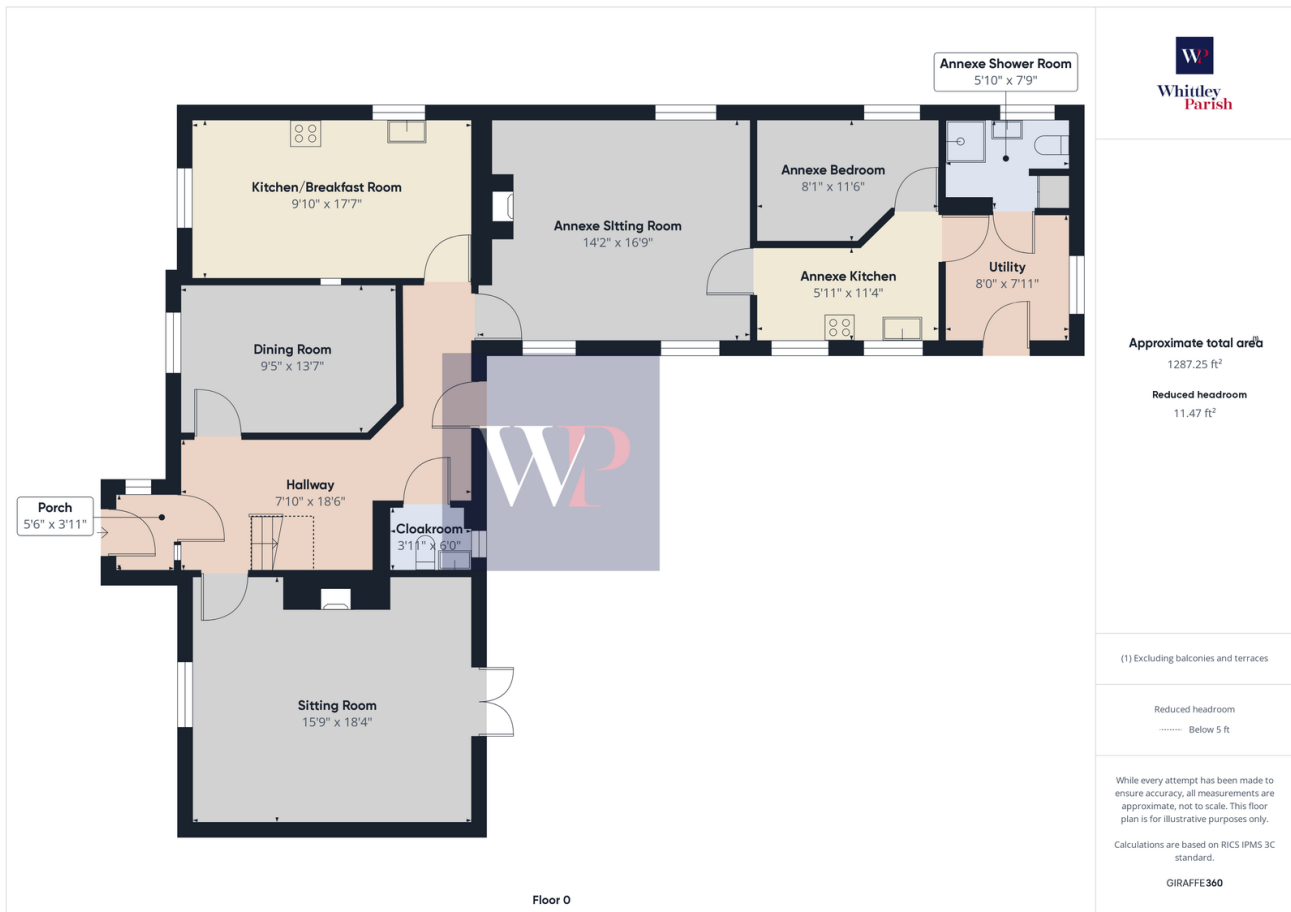 Annexe Shower Room
5'10" x 7'9"
WP
Whittley
Parish
Kitchen/Breakfast Room
9'10" x 17'7"
Annexe SItting Room
14'2" x 16'9"
Annexe Bedroom
8'1" x 11'6"
Annexe Kitchen
5'11" x 11'4"
Utility
8'0" x 7'11"
Dining Room
9'5" x 13'7"
Approximate total area(1)
1287.25 ft²
Reduced headroom
11.47 ft²
WP
Hallway
7'10" x 18'6"
Porch
5'6" x 3'11"
Cloakroom
3'11" x 6'0"
Sitting Room
15'9" x 18'4"
(1) Excluding balconies and terraces
Reduced headroom
Below 5 ft
While every attempt has been made to
ensure accuracy, all measurements are
approximate, not to scale. This floor
plan is for illustrative purposes only.
Calculations are based on RICS IPMS 3C
standard.
GIRAFFE360
Floor 0